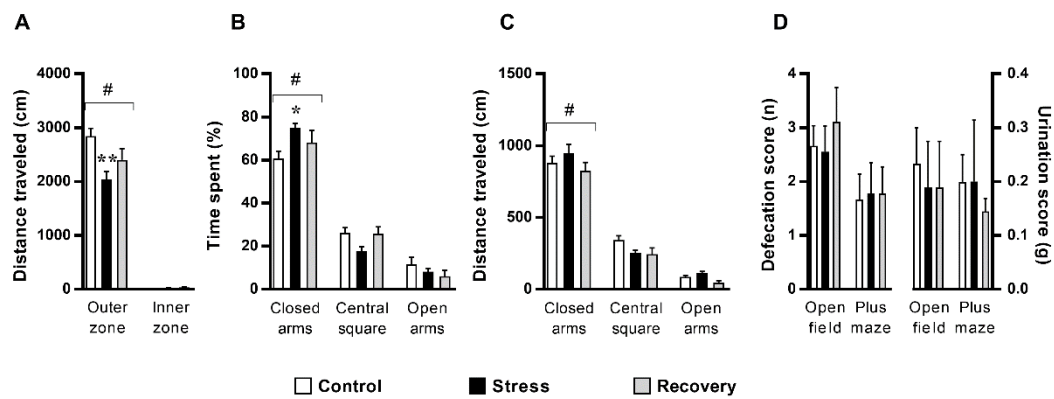 A
Distance traveled (cm)
4000
3000
2000
1000
0
#
**
Outer
zone
Inner
zone
B
Time spent (%)
100
80
60
40
20
0
#
*
Closed
arms
Central
square
Open
arms
C
Distance traveled (cm)
1500
1000
500
0
#
Closed
arms
Central
square
Open
arms
D
Defecation score (n)
4
3
2
1
0
Open
field
Plus
maze
Open
field
Plus
maze
0.4
0.3
0.2
0.1
0.0
Urination score (g)
Control
Stress
Recovery